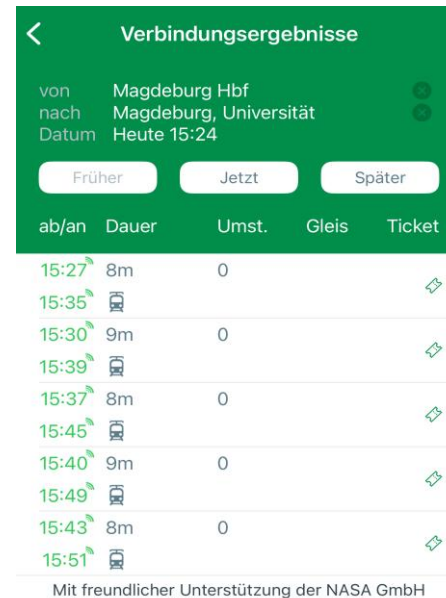 Verbindungsergebnisse
von Magdeburg Hbf
nach Magdeburg, Universität
Datum Heute 15:24
Früher Jetzt Später
ab/an Dauer Umst. Gleis Ticket
15:27 8m 0
15:35
15:30 9m 0
15:39
15:37 8m 0
15:45
15:40 9m 0
15:49
15:43 8m 0
15:51
Mit freundlicher Unterstützung der NASA GmbH